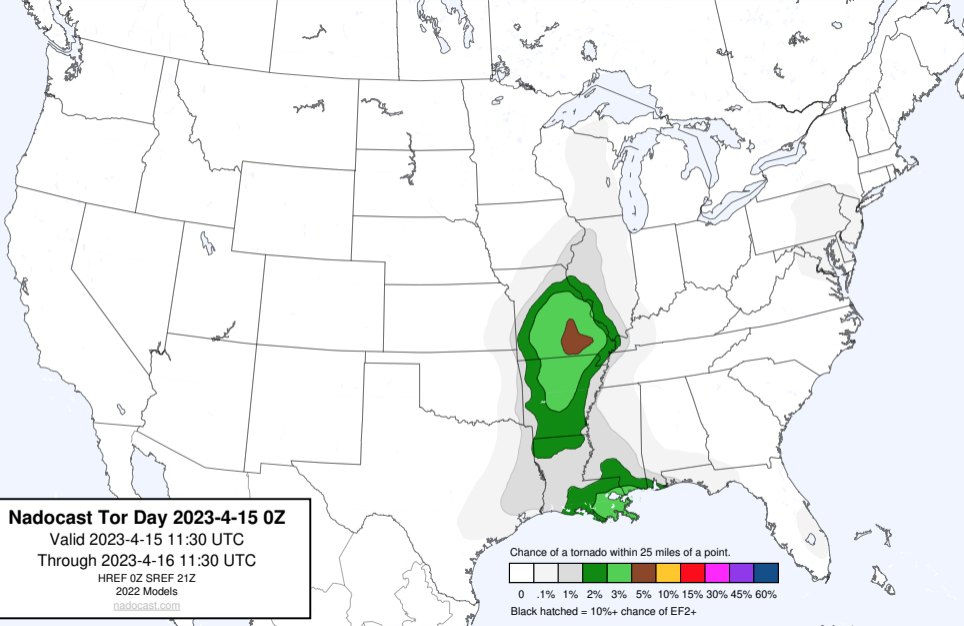 Nadocast Tor Day 2023-4-15 0Z
Valid 2023-4-15 11:30 UTC
Through 2023-4-16 11:30 UTC
HREF 0Z SREF 21Z
2022 Models
nadocast.com
Chance of a tornado within 25 miles of a point.
0 .1% 1% 2% 3% 5% 10% 15% 30% 45% 60%
Black hatched = 10%+ chance of EF2+